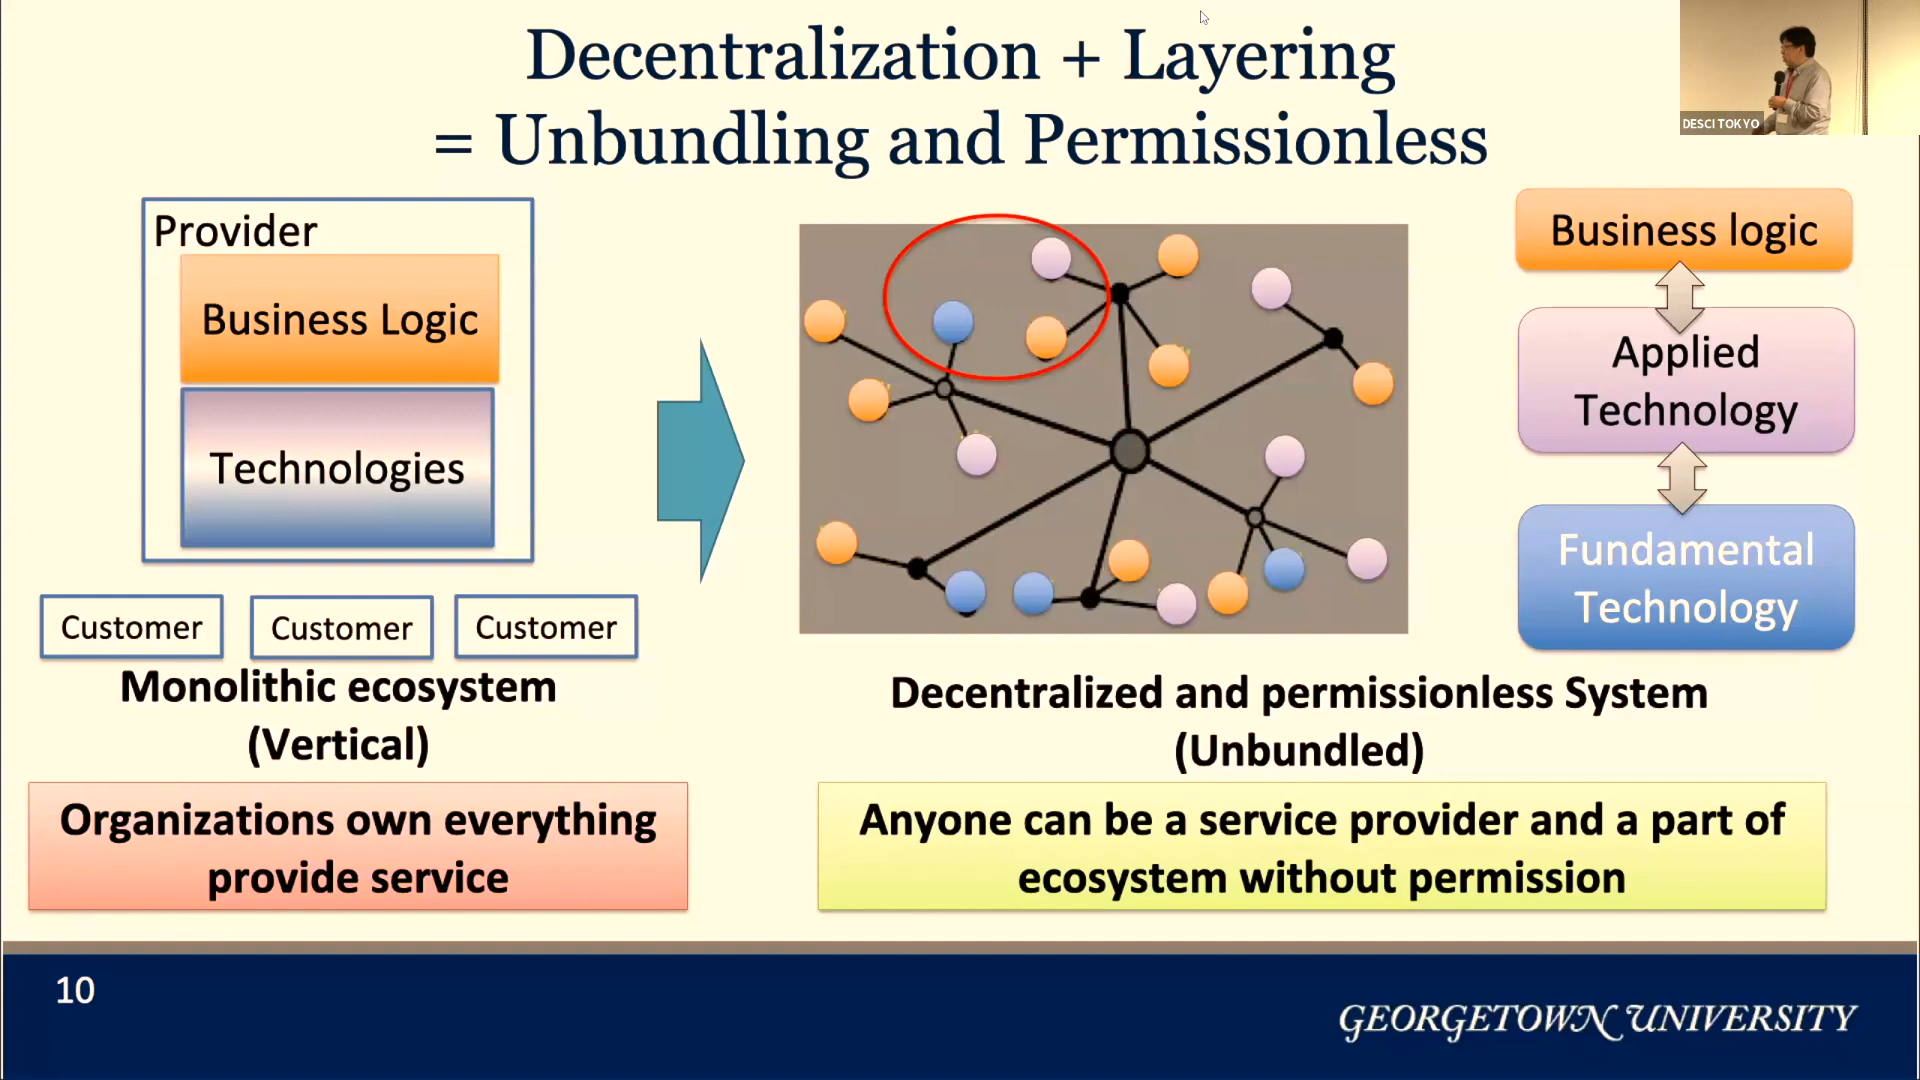 Decentralization + Layering
= Unbundling and Permissionless
DESCI TOKYO
Provider
Business Logic
Technologies
Customer
Customer
Customer
Monolithic ecosystem
(Vertical)
Organizations own everything
provide service
Business logic
Applied
Technology
Fundamental
Technology
Decentralized and permissionless System
(Unbundled)
Anyone can be a service provider and a part of
ecosystem without permission
10
GEORGETOWN UNIVERSITY